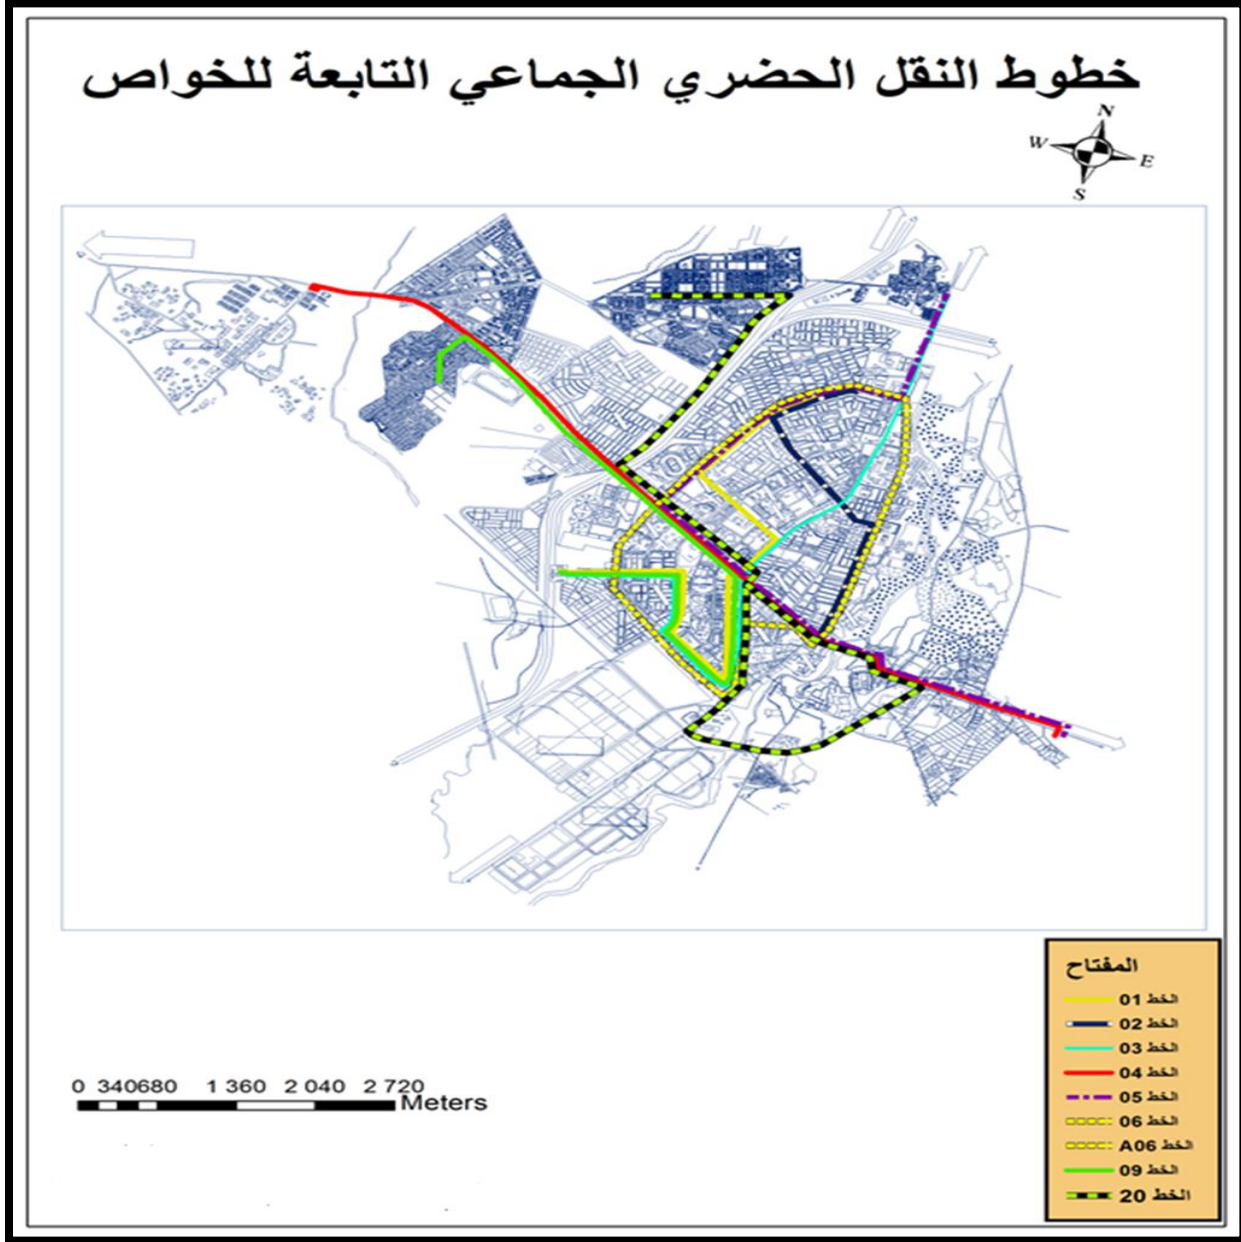 خطوط النقل الحضري الجماعي التابعة للخواص
N
W
E
S
المفتاح
الخط 01
الخط 02
الخط 03
الخط 04
الخط 05
الخط 06
الخط A06
الخط 09
الخط 20
0 340680 1 360 2 040 2 720
Meters